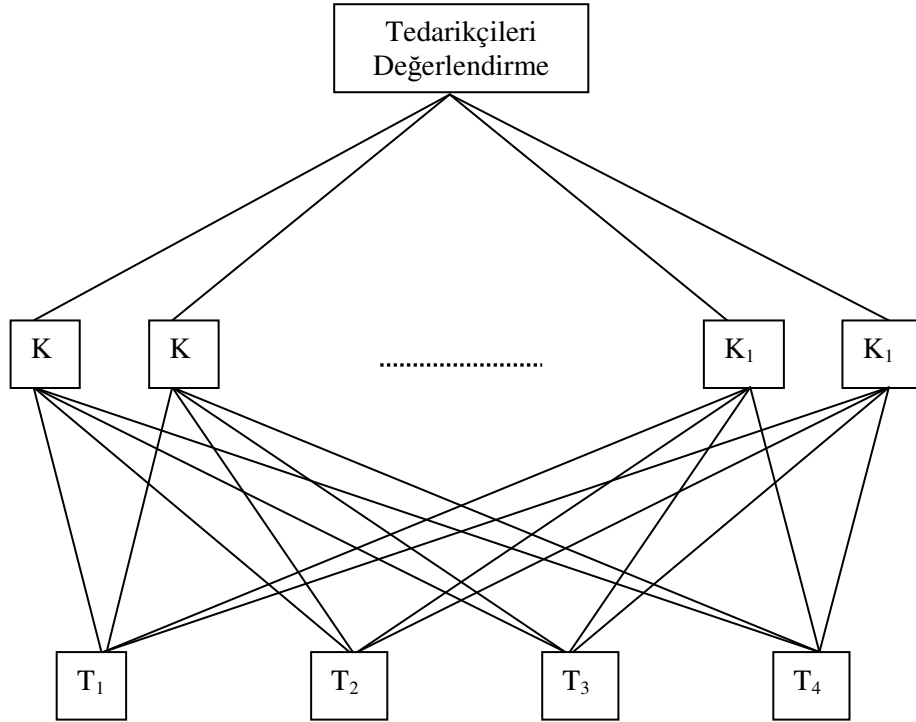 Tedarikçileri
Değerlendirme
K K ........................... K₁ K₁
T₁ T₂ T₃ T₄